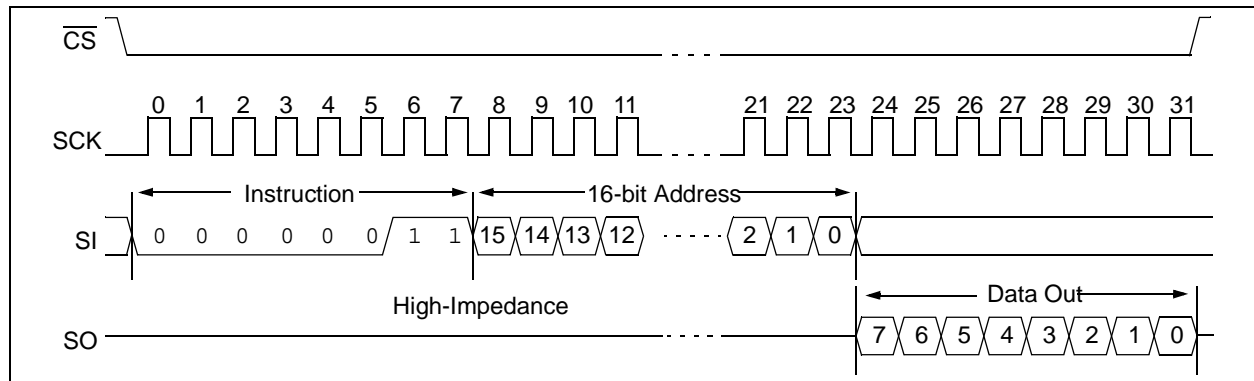 CS
0 1 2 3 4 5 6 7 8 9 10 11 21 22 23 24 25 26 27 28 29 30 31
SCK
Instruction 16-bit Address
SI 0 0 0 0 0 0 1 1 15 14 13 12 2 1 0
High-Impedance Data Out
SO 7 6 5 4 3 2 1 0